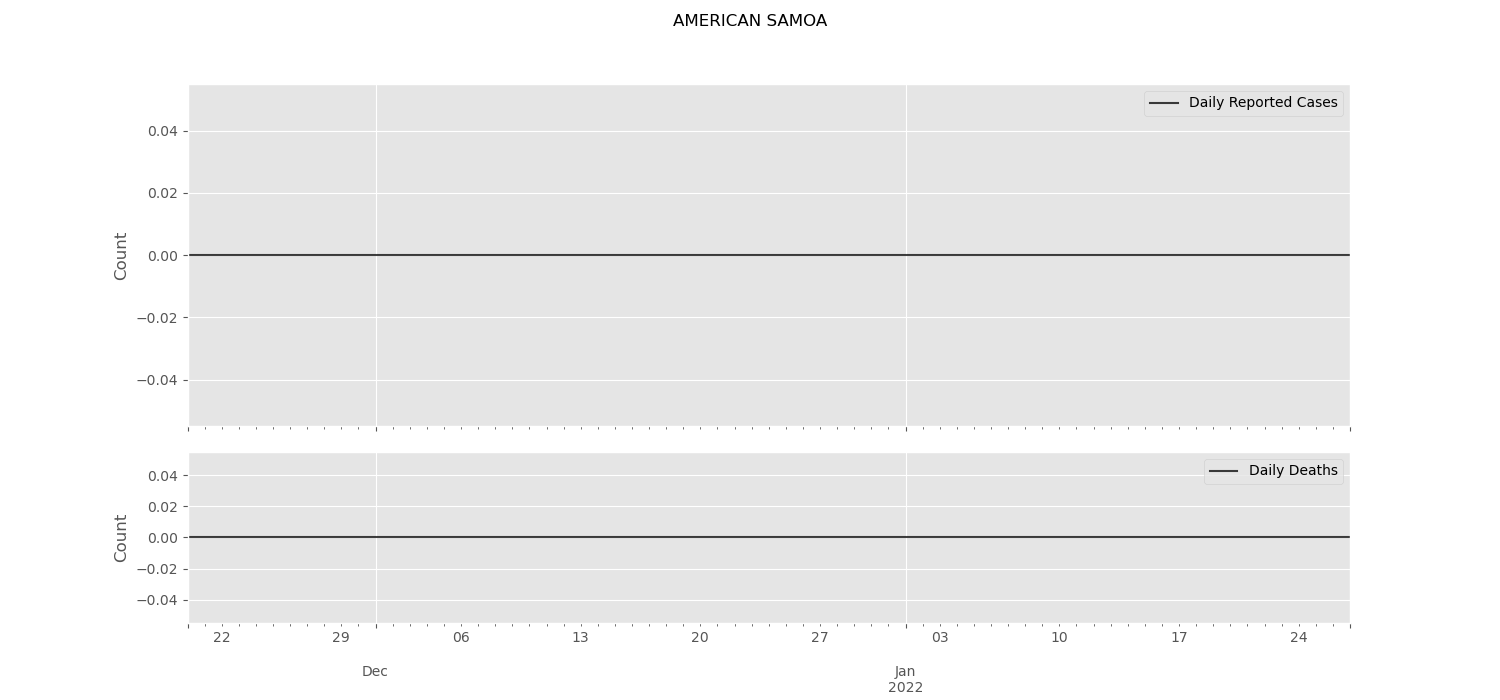 AMERICAN SAMOA
Daily Reported Cases
Count
0.04
0.02
0.00
−0.02
−0.04
Daily Deaths
Count
0.04
0.02
0.00
−0.02
−0.04
22 29 06 13 20 27 03 10 17 24
Dec Jan
2022